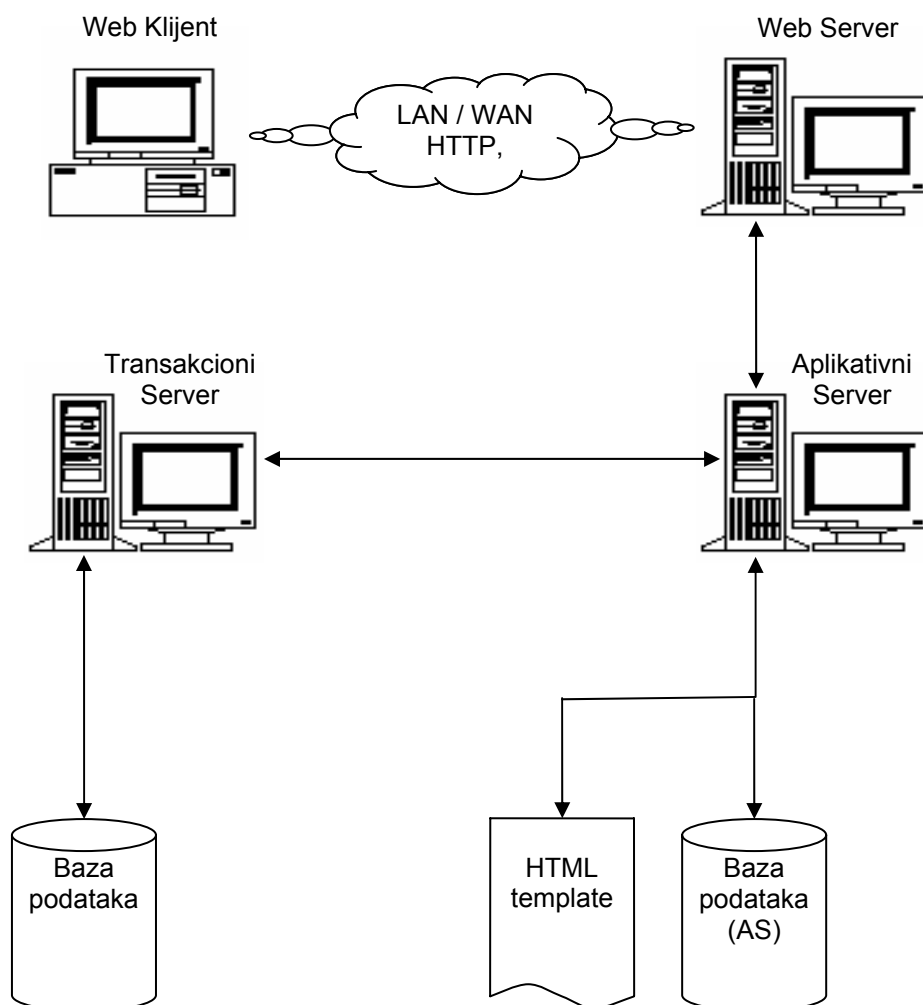 Web Klijent
Web Server
LAN / WAN
HTTP,
Transakcioni
Server
Aplikativni
Server
Baza
podataka
HTML
template
Baza
podataka
(AS)